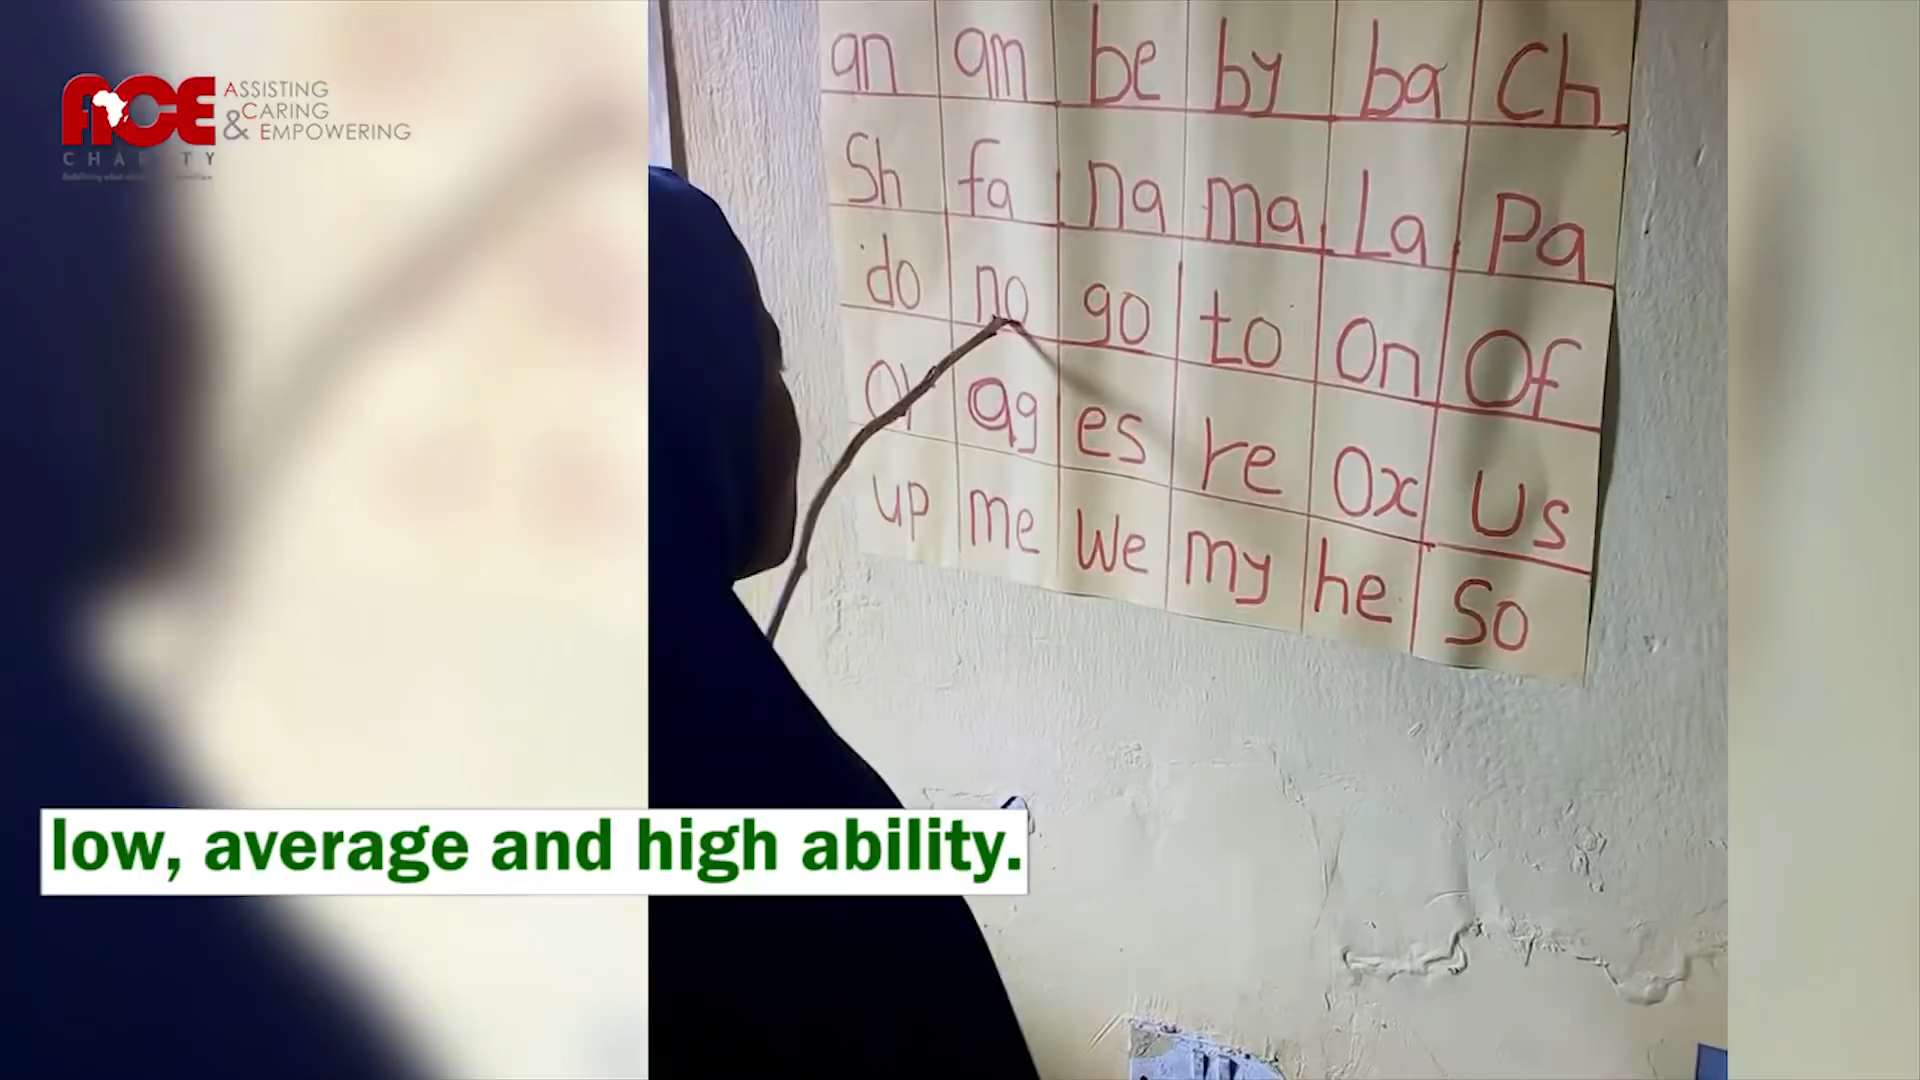 ACE
CHARITY
ASSISTING
CARING
& EMPOWERING
an am be by ba Ch
Sh fa na ma La Pa
do no go to On Of
ag es re Ox Us
up me We my he So
low, average and high ability.